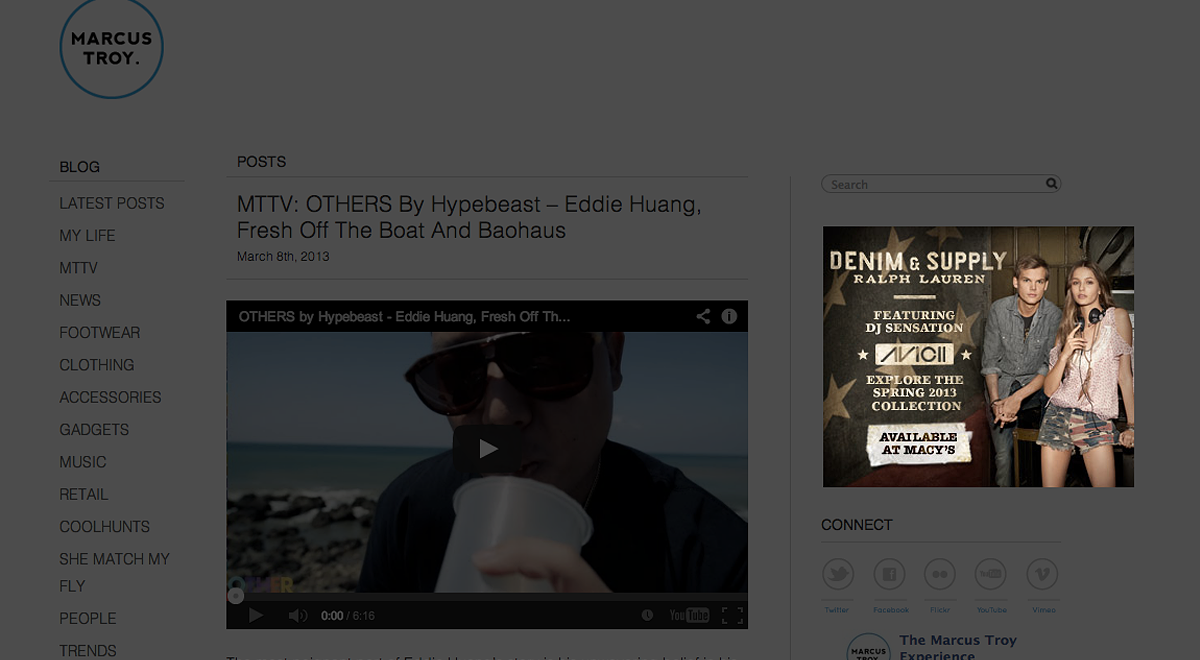 MARCUS
TROY.
BLOG
LATEST POSTS
MY LIFE
MTTV
NEWS
FOOTWEAR
CLOTHING
ACCESSORIES
GADGETS
MUSIC
RETAIL
COOLHUNTS
SHE MATCH MY
FLY
PEOPLE
TRENDS
POSTS
MTTV: OTHERS By Hypebeast – Eddie Huang,
Fresh Off The Boat And Baohaus
March 8th, 2013
OTHERS by Hypebeast - Eddie Huang, Fresh Off Th...
0:00 / 6:16
YouTube
Search
DENIM & SUPPLY
RALPH LAUREN
FEATURING
DJ SENSATION
AVICII
EXPLORE THE
SPRING 2013
COLLECTION
AVAILABLE
AT MACY'S
CONNECT
Twitter Facebook Flickr YouTube Vimeo
MARCUS
TROY
The Marcus Troy
Experience